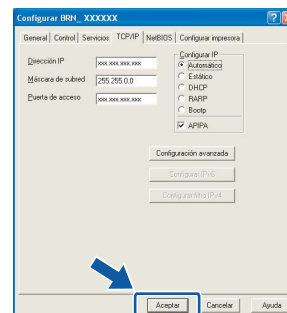 Configurar BRN_ XXXXXX
General Control Servicios TCP/IP NetBIOS Configurar impresora
Configurar IP
Dirección IP xxx.xxx.xxx.xxx
Automático
Máscara de subred 255.255.0.0
Estático
DHCP
Puerta de acceso xxx.xxx.xxx.xxx
RARP
Bootp
APIPA
Configuración avanzada
Configurar IPv6
Configurar filtro IPv4
Aceptar Cancelar Ayuda